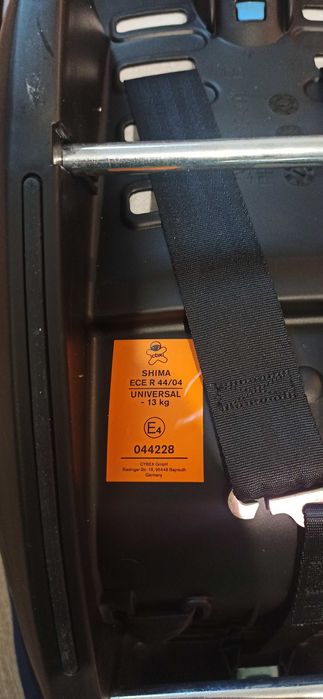 SHIMA
ECE R 44/04
UNIVERSAL
- 13 kg
E4
044228
CYBEX GmbH
Riedinger Str. 18, 95448 Bayreuth
Germany